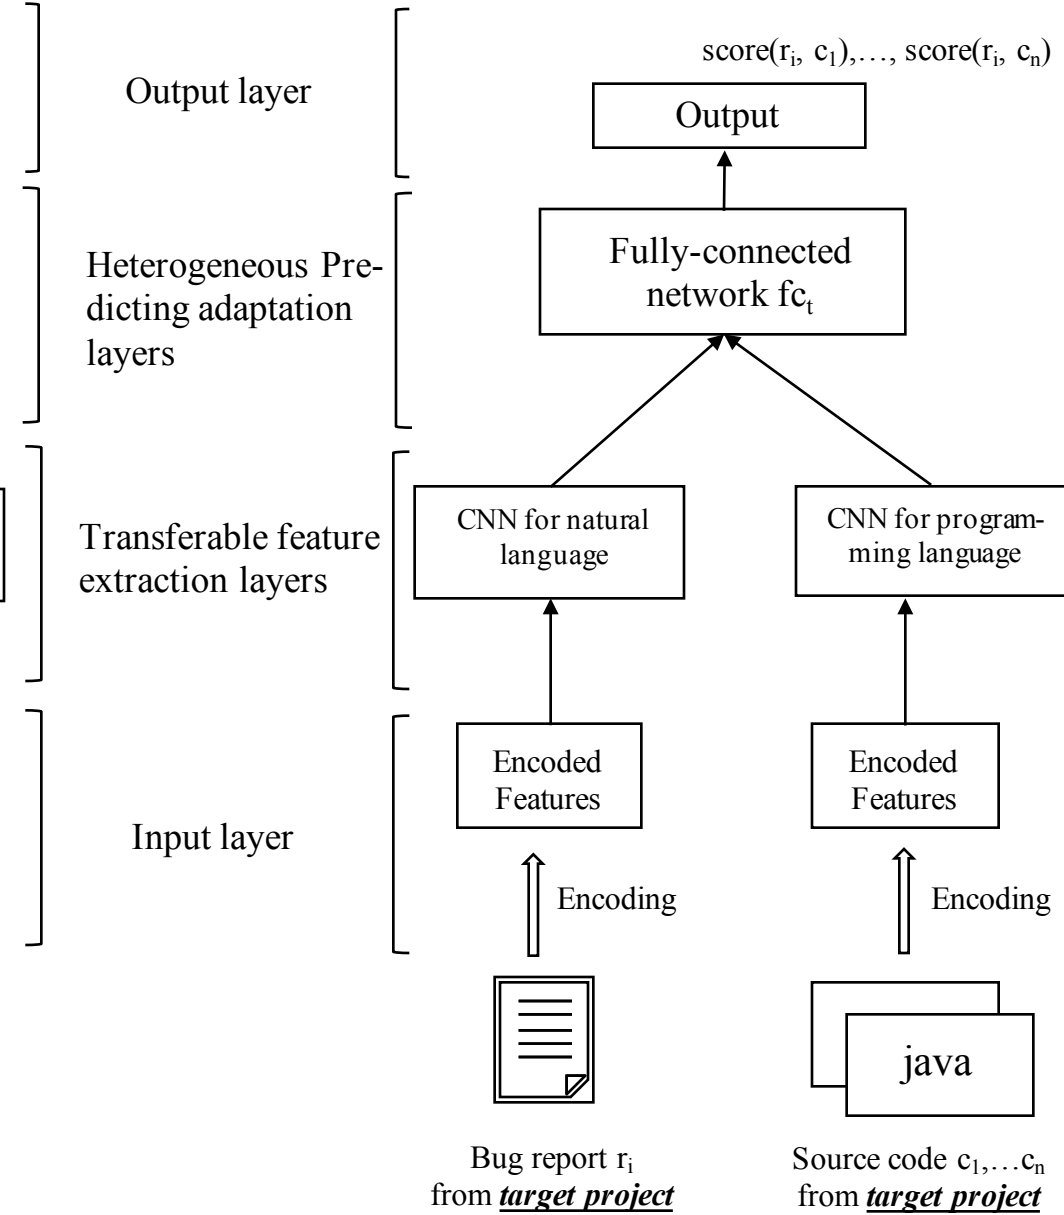 score(rᵢ, c₁),…, score(rᵢ, cₙ)
Output layer
Output
Heterogeneous Pre-
dicting adaptation
layers
Fully-connected
network fcₜ
Transferable feature
extraction layers
CNN for natural
language
CNN for program-
ming language
Input layer
Encoded
Features
Encoded
Features
Encoding
Encoding
java
Bug report rᵢ
from target project
Source code c₁,…cₙ
from target project